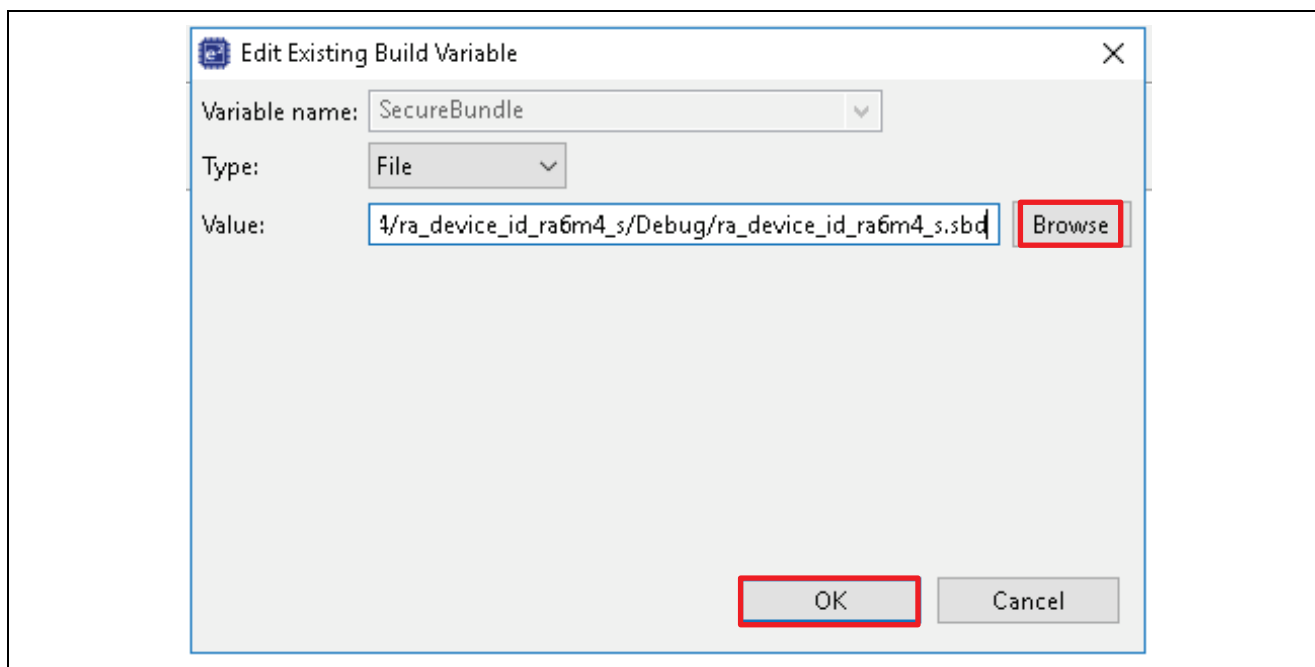 Edit Existing Build Variable
Variable name: SecureBundle
Type: File
Value: 4/ra_device_id_ra6m4_s/Debug/ra_device_id_ra6m4_s.sbd Browse
OK Cancel